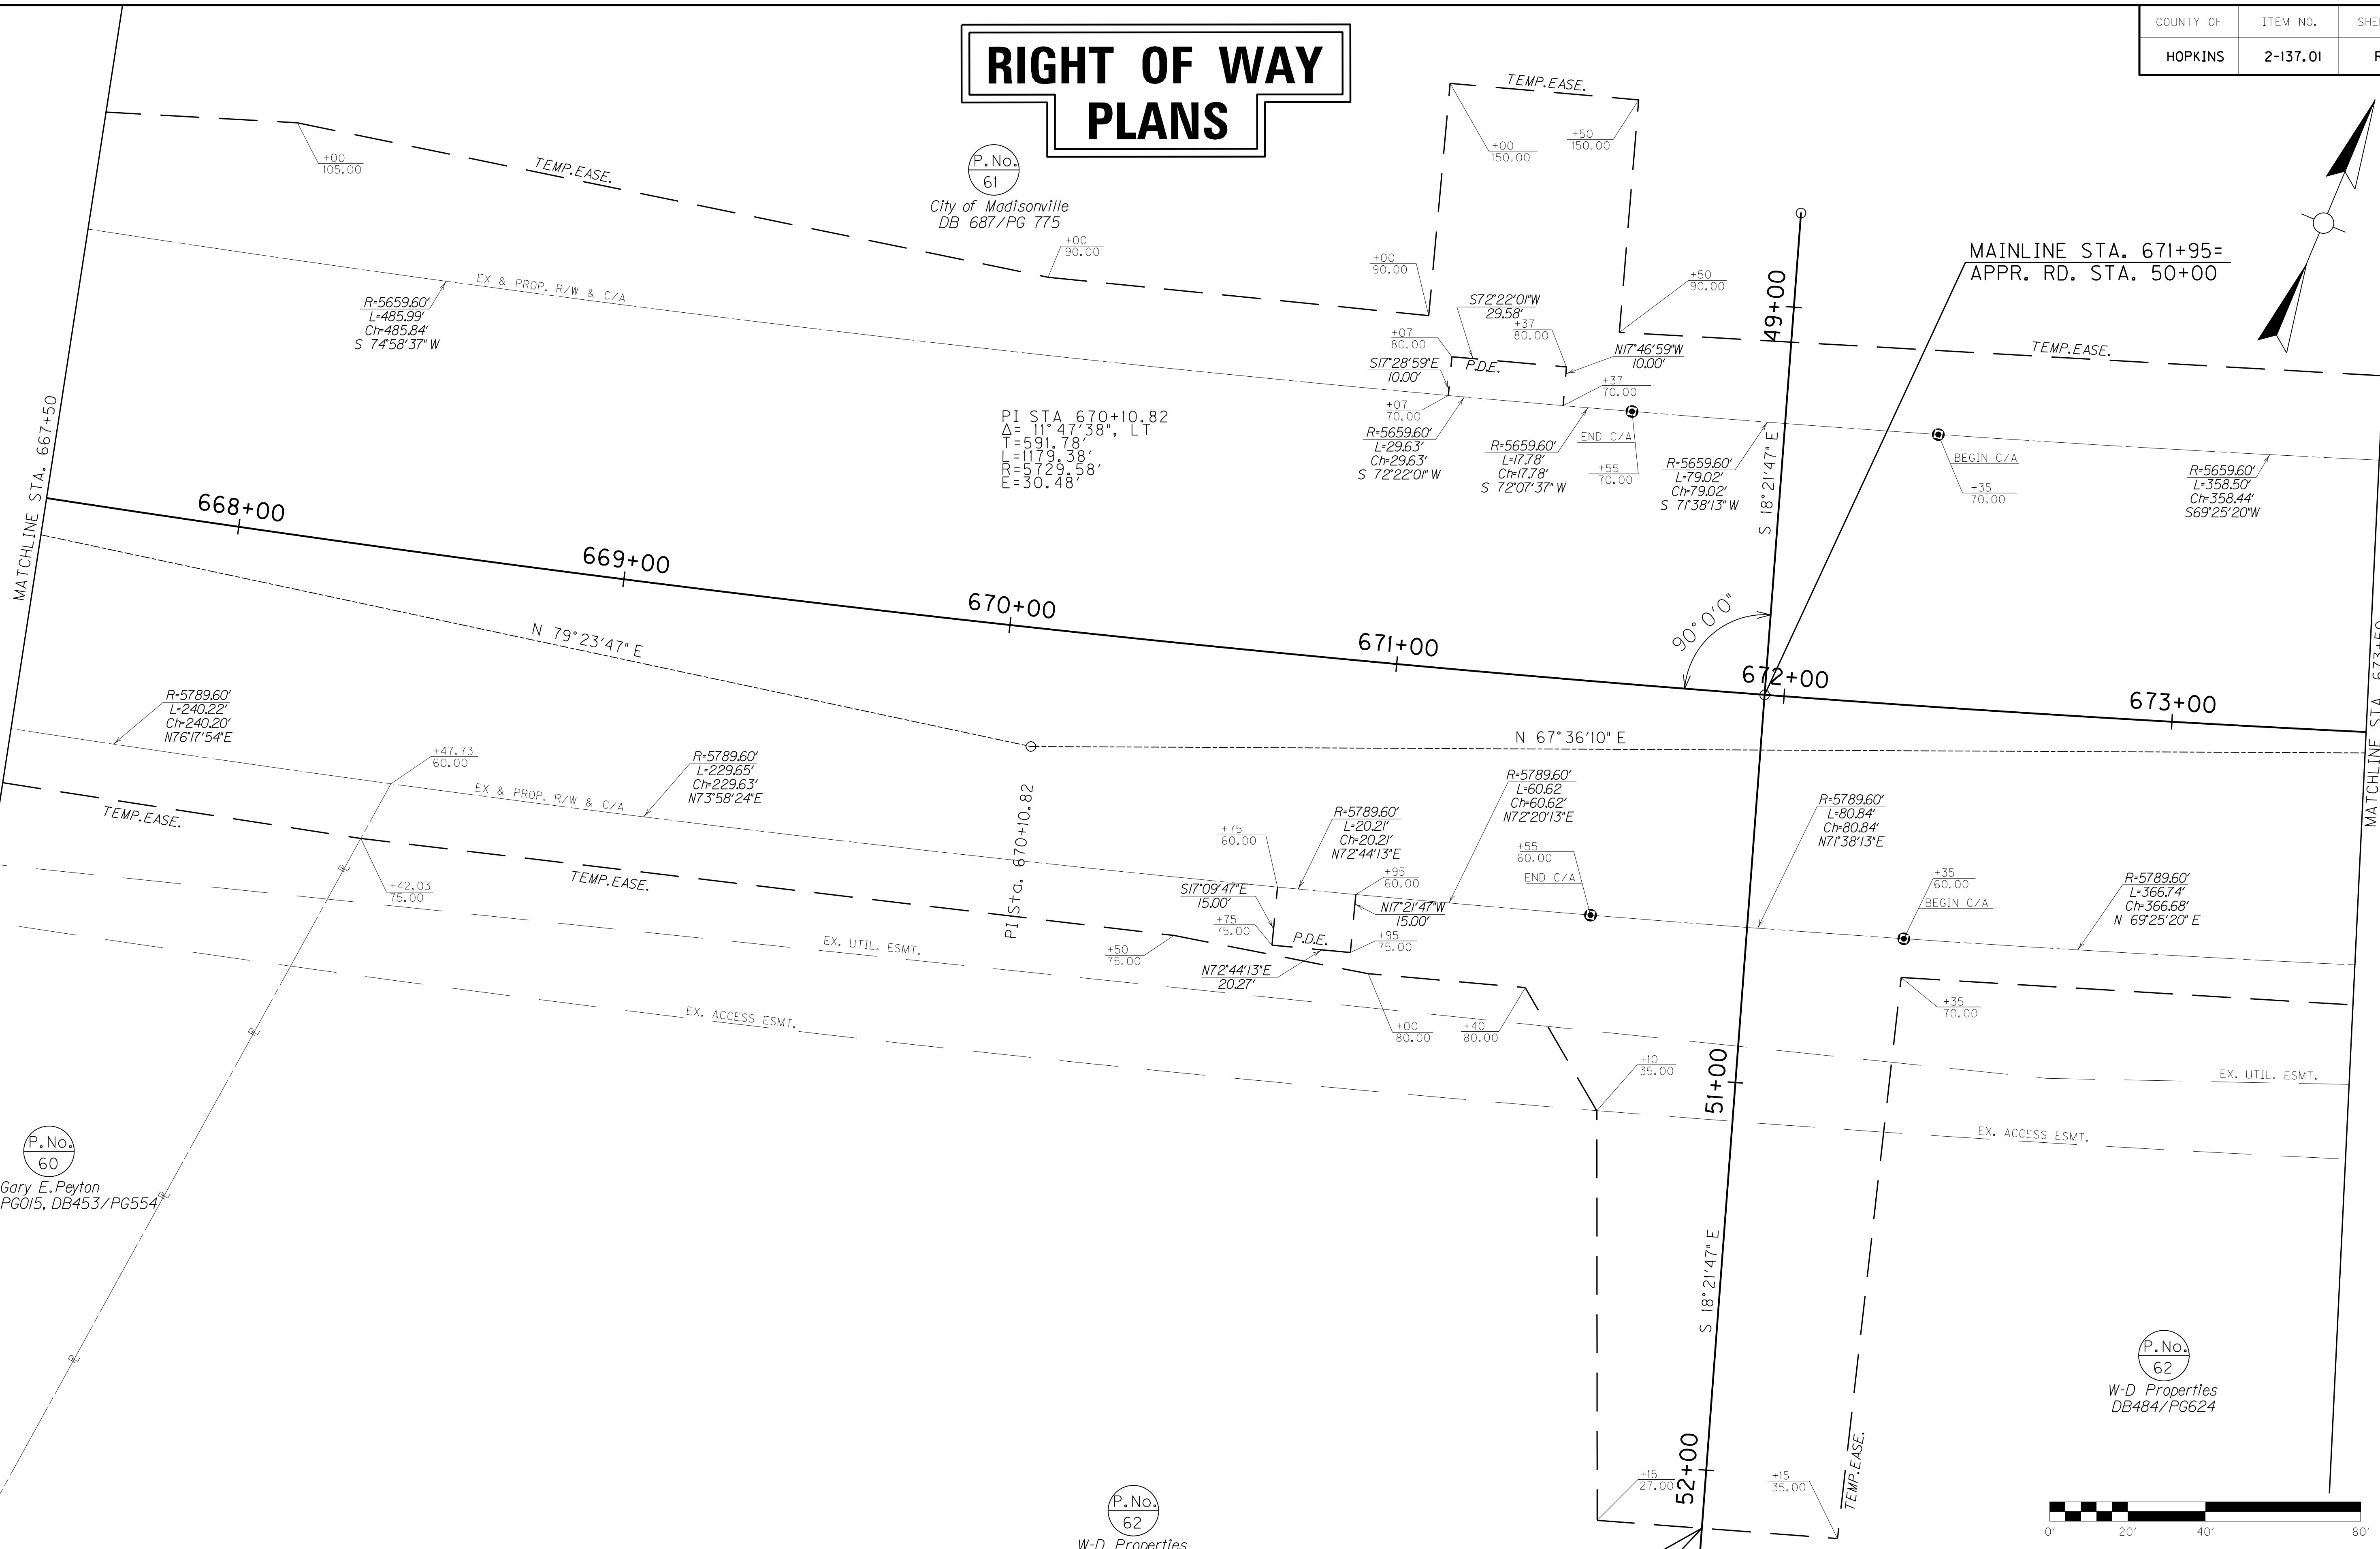 RIGHT OF WAY
PLANS
COUNTY OF
ITEM NO.
HOPKINS
2-137.01
R
TEMP.EASE.
+00
105.00
TEMP.EASE.
P.No.
61
City of Madisonville
DB 687/PG 775
+00
90.00
+00
150.00
+50
150.00
+00
90.00
+50
90.00
MAINLINE STA. 671+95=
APPR. RD. STA. 50+00
EX & PROP. R/W & C/A
R=5659.60'
L=485.99'
Ch=485.84'
S 74°58'37" W
S72°22'01"W
29.58'
+07
80.00
+37
80.00
P.D.E.
S17°28'59"E
10.00'
N17°46'59"W
10.00'
+07
70.00
+37
70.00
49+00
TEMP.EASE.
R=5659.60'
L=29.63'
Ch=29.63'
S 72°22'01" W
R=5659.60'
L=17.78'
Ch=17.78'
S 72°07'37" W
END C/A
+55
70.00
R=5659.60'
L=79.02'
Ch=79.02'
S 71°38'13" W
S 18°21'47" E
BEGIN C/A
+35
70.00
R=5659.60'
L=358.50'
Ch=358.44'
S69°25'20"W
PI STA 670+10.82
Δ= 11°47'38", LT
T=591.78'
L=1179.38'
R=5729.58'
E=30.48'
MATCHLINE STA. 667+50
668+00
669+00
670+00
671+00
672+00
673+00
90°0'0"
MATCHLINE STA. 673+50
N 79°23'47" E
N 67°36'10" E
R=5789.60'
L=240.22'
Ch=240.20'
N76°17'54"E
+47.73
60.00
R=5789.60'
L=229.65'
Ch=229.63'
N73°58'24"E
EX & PROP. R/W & C/A
TEMP.EASE.
PI Sta. 670+10.82
+75
60.00
R=5789.60'
L=20.21'
Ch=20.21'
N72°44'13"E
R=5789.60'
L=60.62
Ch=60.62'
N72°20'13"E
+55
60.00
END C/A
R=5789.60'
L=80.84'
Ch=80.84'
N71°38'13"E
+35
60.00
BEGIN C/A
R=5789.60'
L=366.74'
Ch=366.68'
N 69°25'20" E
+42.03
75.00
TEMP.EASE.
S17°09'47"E
15.00'
+95
60.00
N17°21'47"W
15.00'
+75
75.00
P.D.E.
+95
75.00
+50
75.00
N72°44'13"E
20.27'
EX. UTIL. ESMT.
EX. ACCESS ESMT.
+00
80.00
+40
80.00
+35
70.00
+10
35.00
51+00
EX. UTIL. ESMT.
EX. ACCESS ESMT.
P.No.
60
Gary E.Peyton
PG015, DB453/PG554
S 18°21'47" E
P.No.
62
W-D Properties
DB484/PG624
TEMP.EASE.
52+00
+15
27.00
+15
35.00
P.No.
62
W-D Properties
0' 20' 40' 80'